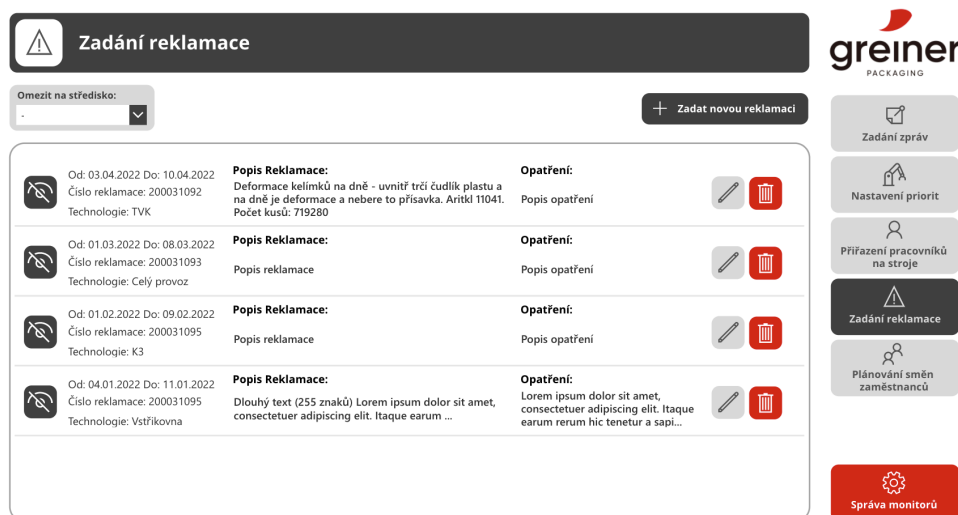 Zadání reklamace
greiner
PACKAGING
Omezit na středisko:
-
Zadat novou reklamaci
Od: 03.04.2022 Do: 10.04.2022
Číslo reklamace: 200031092
Technologie: TVK
Popis Reklamace:
Deformace kelímků na dně - uvnitř trčí čudlík plastu a
na dně je deformace a nebere to přísavka. Aritkl 11041.
Počet kusů: 719280
Opatření:
Popis opatření
Od: 01.03.2022 Do: 08.03.2022
Číslo reklamace: 200031093
Technologie: Celý provoz
Popis Reklamace:
Popis reklamace
Opatření:
Popis opatření
Od: 01.02.2022 Do: 09.02.2022
Číslo reklamace: 200031095
Technologie: K3
Popis Reklamace:
Popis reklamace
Opatření:
Popis opatření
Od: 04.01.2022 Do: 11.01.2022
Číslo reklamace: 200031095
Technologie: Vstřikovna
Popis Reklamace:
Dlouhý text (255 znaků) Lorem ipsum dolor sit amet,
consectetuer adipiscing elit. Itaque earum ...
Opatření:
Lorem ipsum dolor sit amet,
consectetuer adipiscing elit. Itaque
earum rerum hic tenetur a sapi...
Zadání zpráv
Nastavení priorit
Přiřazení pracovníků
na stroje
Zadání reklamace
Plánování směn
zaměstnanců
Správa monitorů